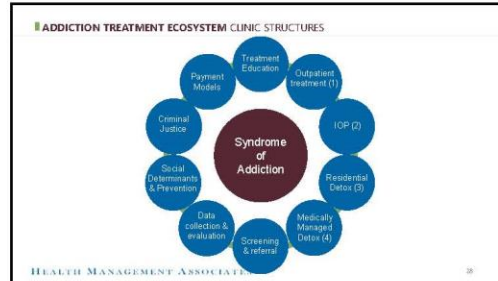 ADDICTION TREATMENT ECOSYSTEM CLINIC STRUCTURES
Treatment
Education
Outpatient
treatment (1)
IOP (2)
Residential
Detox (3)
Medically
Managed
Detox (4)
Screening
& referral
Data
collection &
evaluation
Social
Determinants
& Prevention
Criminal
Justice
Payment
Models
Syndrome
of
Addiction
HEALTH MANAGEMENT ASSOCIATES